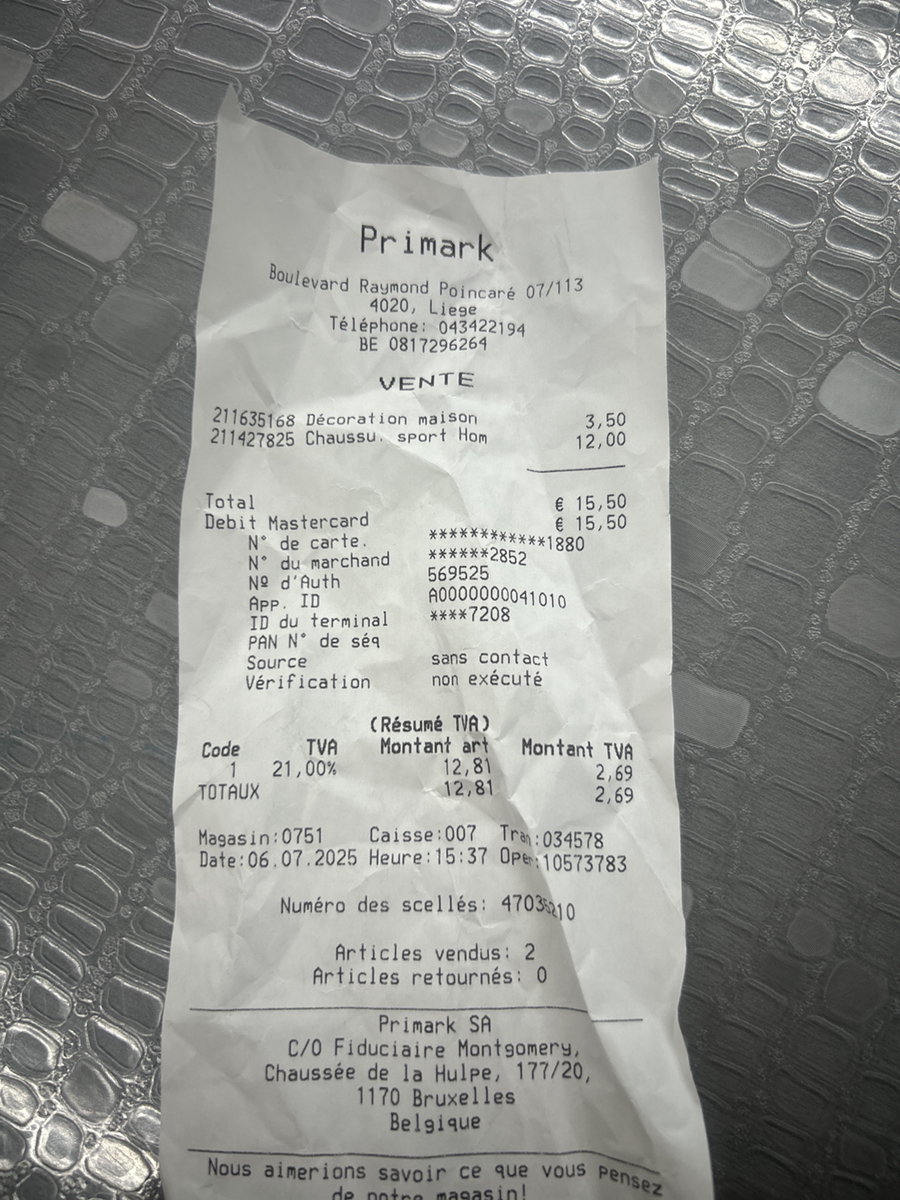 Primark
Boulevard Raymond Poincaré 07/113
4020, Liege
Téléphone: 043422194
BE 0817296264
VENTE
211635168 Décoration maison 3,50
211427825 Chaussu. sport Hom 12,00
Total € 15,50
Debit Mastercard € 15,50
N° de carte. ************1880
N° du marchand ******2852
Nº d'Auth 569525
App. ID A0000000041010
ID du terminal ****7208
PAN N° de séq
Source sans contact
Vérification non exécuté
(Résumé TVA)
Code TVA Montant art Montant TVA
1 21,00% 12,81 2,69
TOTAUX 12,81 2,69
Magasin:0751 Caisse:007 Tran:034578
Date:06.07.2025 Heure:15:37 Ope:10573783
Numéro des scellés:
Articles vendus: 2
Articles retournés: 0
Primark SA
C/O Fiduciaire Montgomery,
Chaussée de la Hulpe, 177/20,
1170 Bruxelles
Belgique
Nous aimerions savoir ce que vous pensez
de notre magasin!